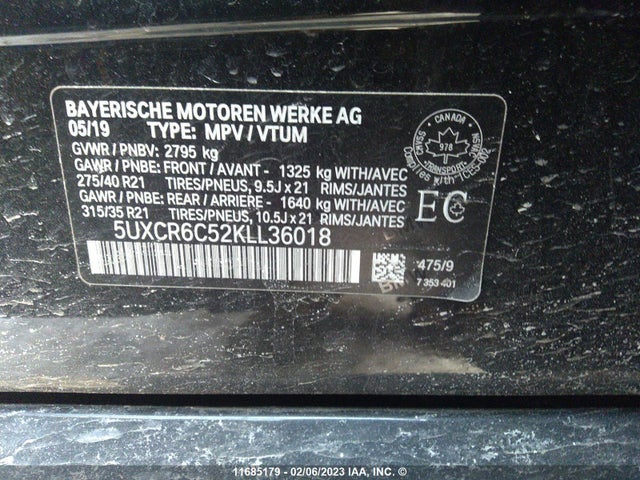 BAYERISCHE MOTOREN WERKE AG
05/19 TYPE: MPV / VTUM
GVWR / PNBV: 2795 kg
GAWR / PNBE: FRONT / AVANT - 1325 kg WITH/AVEC
275/40 R21 TIRES/PNEUS, 9.5J x 21 RIMS/JANTES
GAWR / PNBE: REAR / ARRIERE - 1640 kg WITH/AVEC
315/35 R21 TIRES/PNEUS, 10.5J x 21 RIMS/JANTES
5UXCR6C52KLL36018
CANADA
978
TRANSPORT
EC
475/9
7 353 401
11685179 - 02/06/2023 IAA, INC. ©